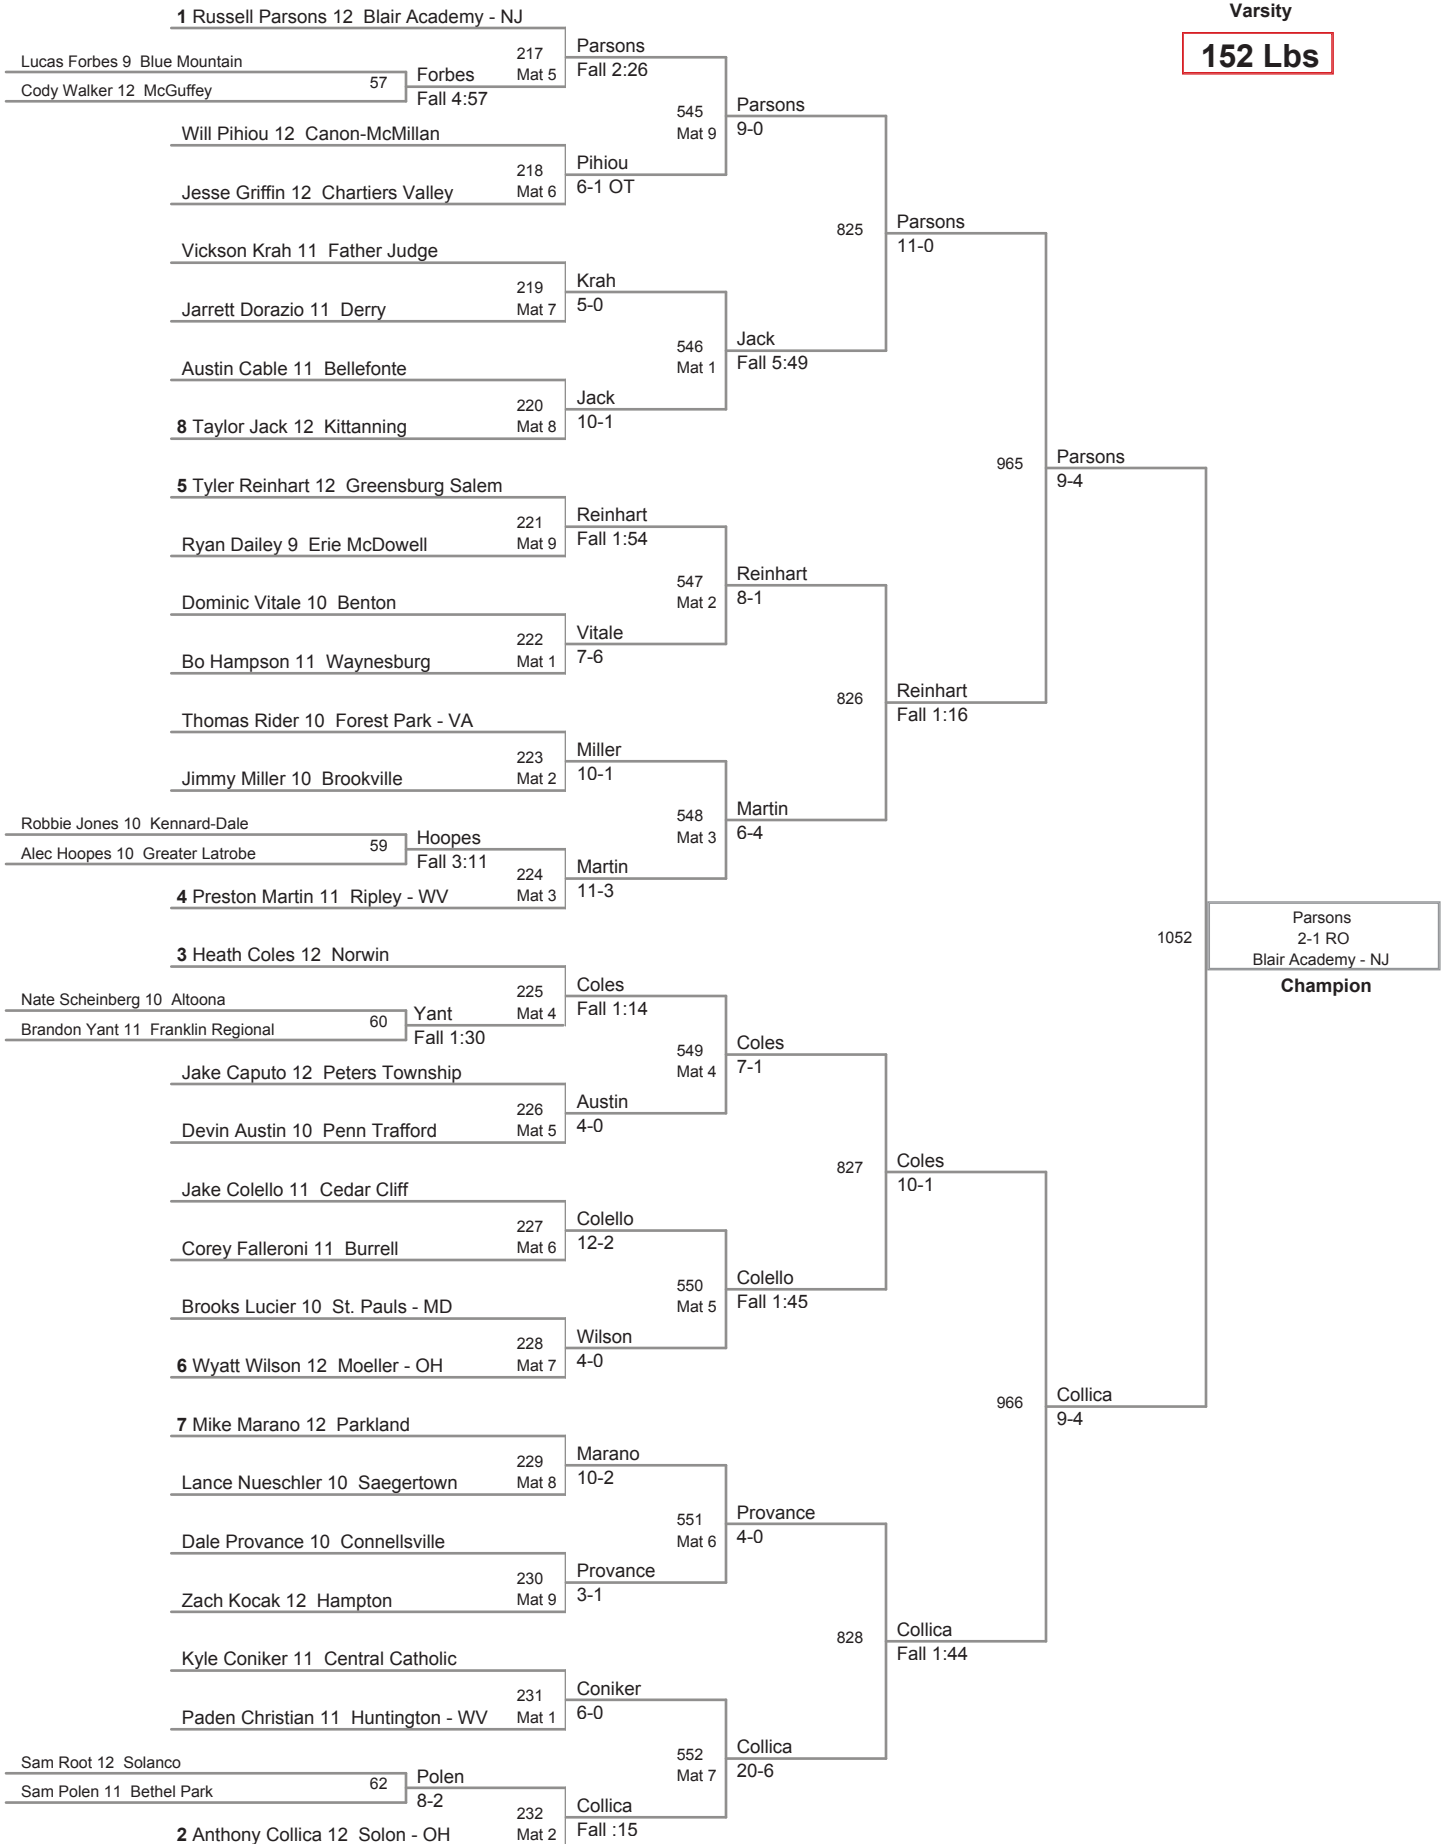 Varsity
152 Lbs
1 Russell Parsons 12 Blair Academy - NJ
217
Mat 5
Parsons
Fall 2:26
Lucas Forbes 9 Blue Mountain
57
Cody Walker 12 McGuffey
Forbes
Fall 4:57
545
Mat 9
Parsons
9-0
Will Pihiou 12 Canon-McMillan
218
Mat 6
Pihiou
6-1 OT
Jesse Griffin 12 Chartiers Valley
825
Parsons
11-0
Vickson Krah 11 Father Judge
219
Mat 7
Krah
5-0
Jarrett Dorazio 11 Derry
546
Mat 1
Jack
Fall 5:49
Austin Cable 11 Bellefonte
220
Mat 8
Jack
10-1
8 Taylor Jack 12 Kittanning
965
Parsons
9-4
5 Tyler Reinhart 12 Greensburg Salem
221
Mat 9
Reinhart
Fall 1:54
Ryan Dailey 9 Erie McDowell
547
Mat 2
Reinhart
8-1
Dominic Vitale 10 Benton
222
Mat 1
Vitale
7-6
Bo Hampson 11 Waynesburg
826
Reinhart
Fall 1:16
Thomas Rider 10 Forest Park - VA
223
Mat 2
Miller
10-1
Jimmy Miller 10 Brookville
548
Mat 3
Martin
6-4
Robbie Jones 10 Kennard-Dale
59
Alec Hoopes 10 Greater Latrobe
Hoopes
Fall 3:11
224
Mat 3
Martin
11-3
4 Preston Martin 11 Ripley - WV
1052
Parsons
2-1 RO
Blair Academy - NJ
Champion
3 Heath Coles 12 Norwin
225
Mat 4
Coles
Fall 1:14
Nate Scheinberg 10 Altoona
60
Brandon Yant 11 Franklin Regional
Yant
Fall 1:30
549
Mat 4
Coles
7-1
Jake Caputo 12 Peters Township
226
Mat 5
Austin
4-0
Devin Austin 10 Penn Trafford
827
Coles
10-1
Jake Colello 11 Cedar Cliff
227
Mat 6
Colello
12-2
Corey Falleroni 11 Burrell
550
Mat 5
Colello
Fall 1:45
Brooks Lucier 10 St. Pauls - MD
228
Mat 7
Wilson
4-0
6 Wyatt Wilson 12 Moeller - OH
966
Collica
9-4
7 Mike Marano 12 Parkland
229
Mat 8
Marano
10-2
Lance Nueschler 10 Saegertown
551
Mat 6
Provance
4-0
Dale Provance 10 Connellsville
230
Mat 9
Provance
3-1
Zach Kocak 12 Hampton
828
Collica
Fall 1:44
Kyle Coniker 11 Central Catholic
231
Mat 1
Coniker
6-0
Paden Christian 11 Huntington - WV
552
Mat 7
Collica
20-6
Sam Root 12 Solanco
62
Sam Polen 11 Bethel Park
Polen
8-2
232
Mat 2
Collica
Fall :15
2 Anthony Collica 12 Solon - OH